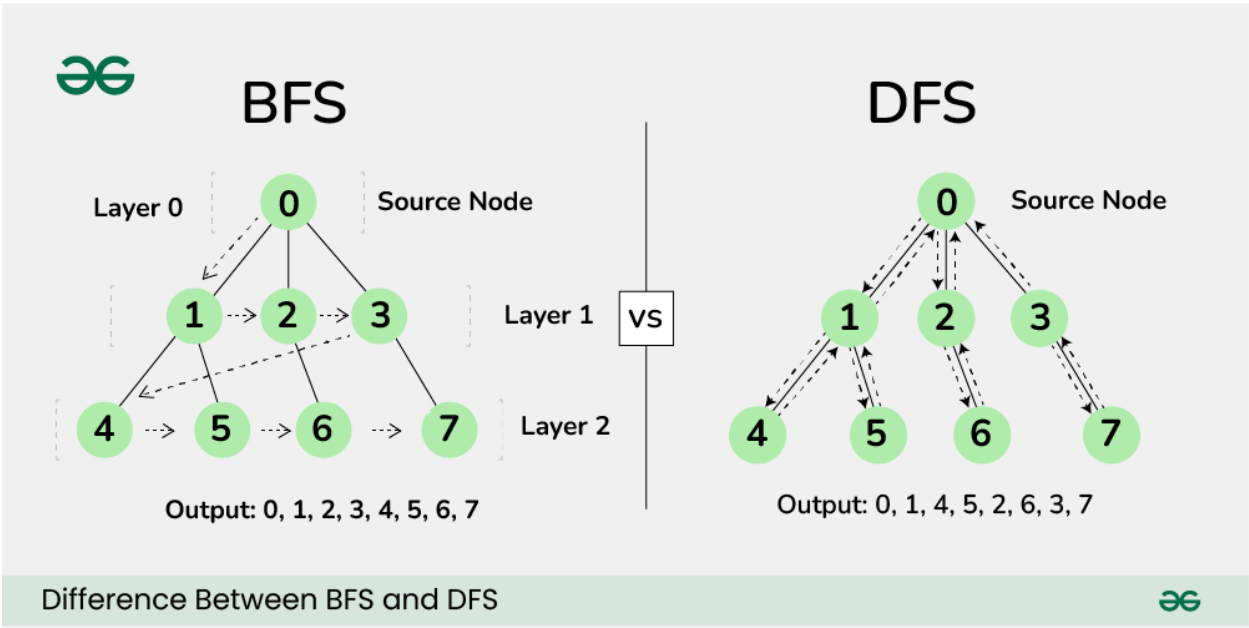 BFS
Layer 0
0
Source Node
1
2
3
Layer 1
4
5
6
7
Layer 2
Output: 0, 1, 2, 3, 4, 5, 6, 7
VS
DFS
0
Source Node
1
2
3
4
5
6
7
Output: 0, 1, 4, 5, 2, 6, 3, 7
Difference Between BFS and DFS